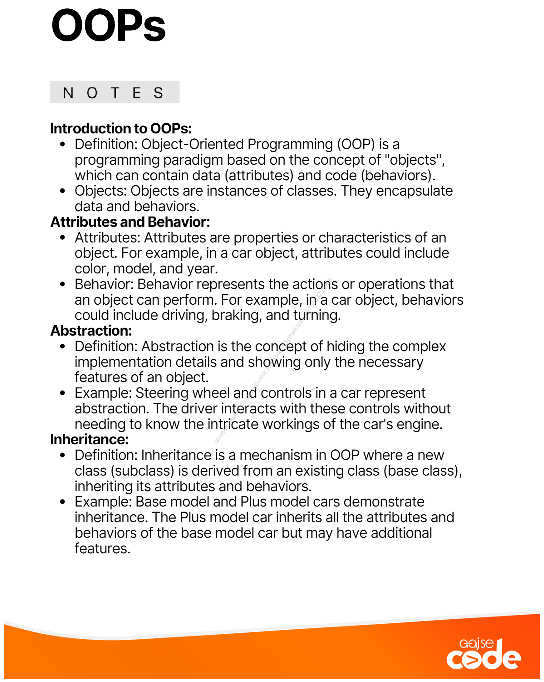 OOPs
NOTES
Introduction to OOPs:
• Definition: Object-Oriented Programming (OOP) is a
programming paradigm based on the concept of "objects",
which can contain data (attributes) and code (behaviors).
• Objects: Objects are instances of classes. They encapsulate
data and behaviors.
Attributes and Behavior:
• Attributes: Attributes are properties or characteristics of an
object. For example, in a car object, attributes could include
color, model, and year.
• Behavior: Behavior represents the actions or operations that
an object can perform. For example, in a car object, behaviors
could include driving, braking, and turning.
Abstraction:
• Definition: Abstraction is the concept of hiding the complex
implementation details and showing only the necessary
features of an object.
• Example: Steering wheel and controls in a car represent
abstraction. The driver interacts with these controls without
needing to know the intricate workings of the car's engine.
Inheritance:
• Definition: Inheritance is a mechanism in OOP where a new
class (subclass) is derived from an existing class (base class),
inheriting its attributes and behaviors.
• Example: Base model and Plus model cars demonstrate
inheritance. The Plus model car inherits all the attributes and
behaviors of the base model car but may have additional
features.
code